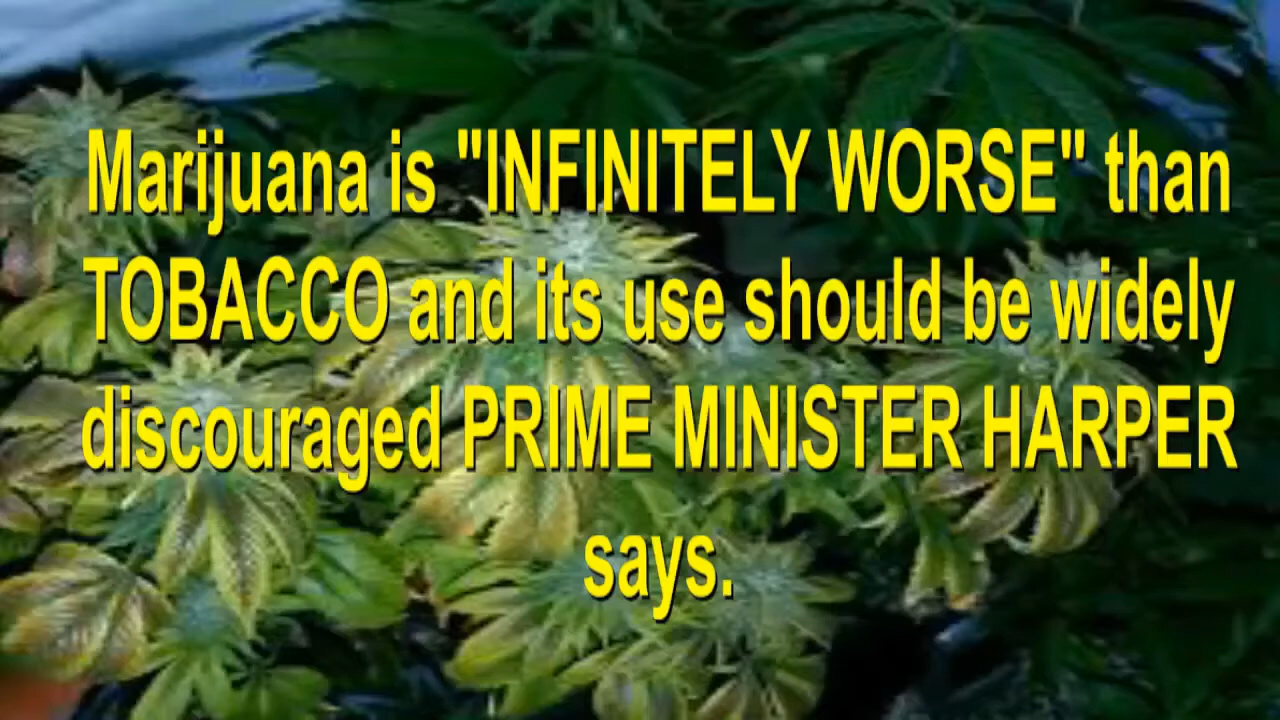 Marijuana is "INFINITELY WORSE" than
TOBACCO and its use should be widely
discouraged PRIME MINISTER HARPER
says.